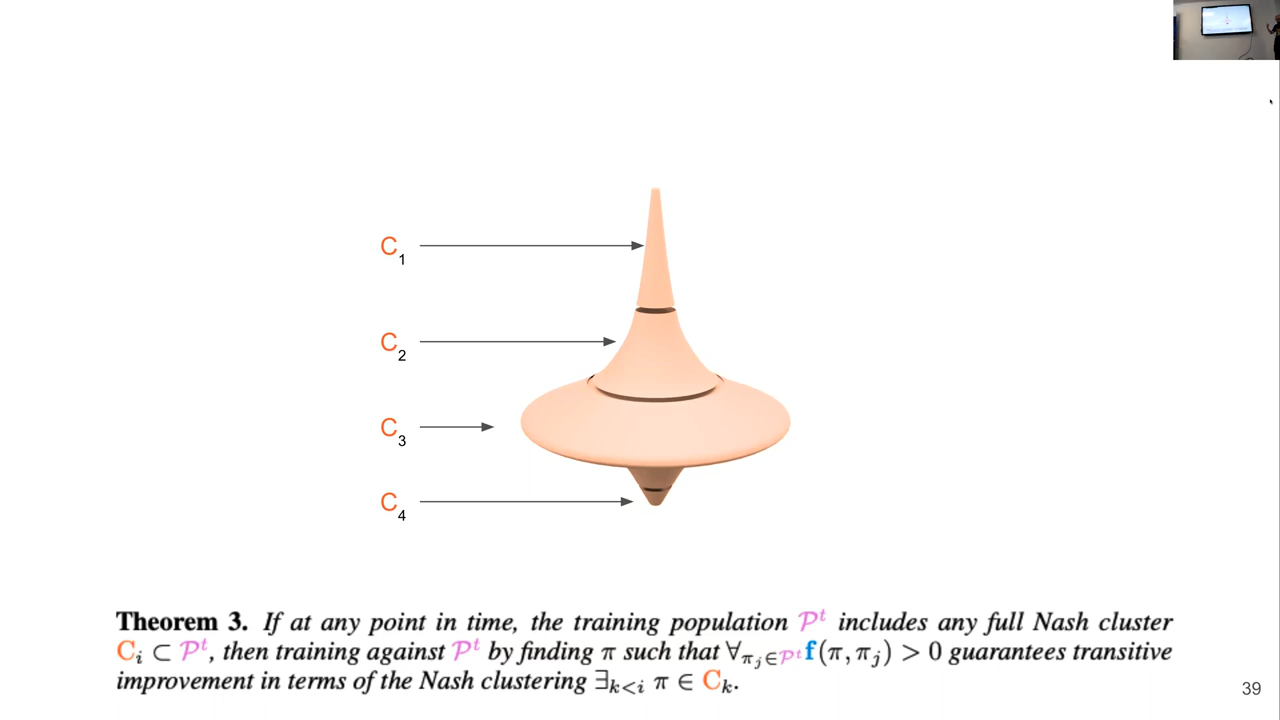 C₁
C₂
C₃
C₄
Theorem 3. If at any point in time, the training population 𝒫ᵗ includes any full Nash cluster
Cᵢ ⊂ 𝒫ᵗ, then training against 𝒫ᵗ by finding π such that ∀π_j∈𝒫ᵗ f(π, π_j) > 0 guarantees transitive
improvement in terms of the Nash clustering ∃k<i π ∈ Cₖ.
39